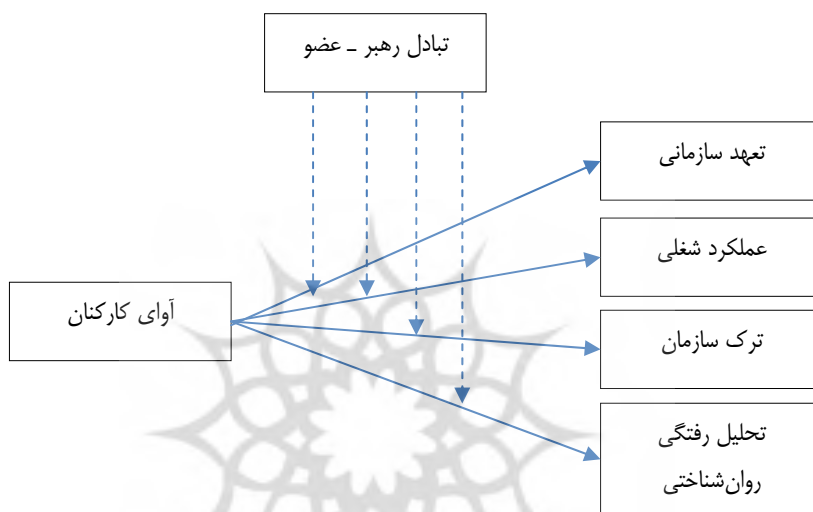 تبادل رهبر ـ عضو
تعهد سازمانی
عملکرد شغلی
آوای کارکنان
ترک سازمان
تحلیل رفتگی
روان‌شناختی